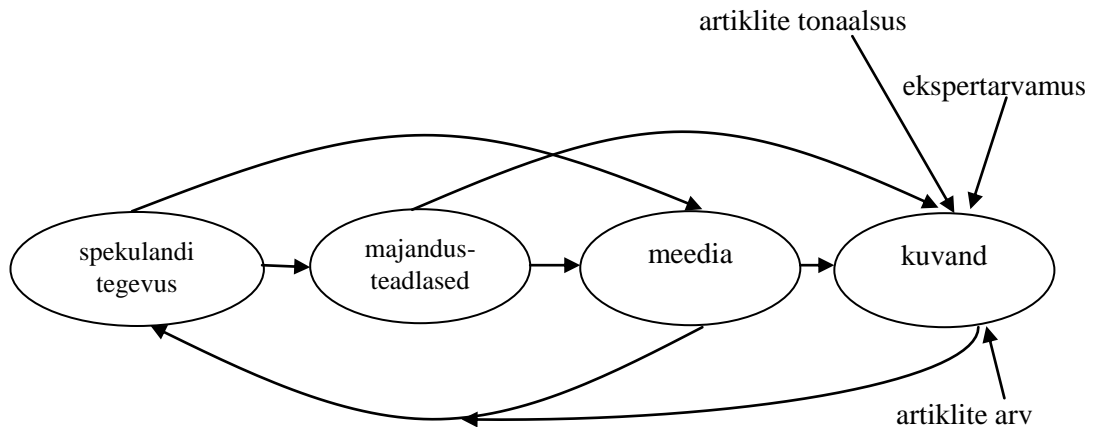 artiklite tonaalsus
ekspertarvamus
spekulandi
tegevus
majandus-
teadlased
meedia
kuvand
artiklite arv